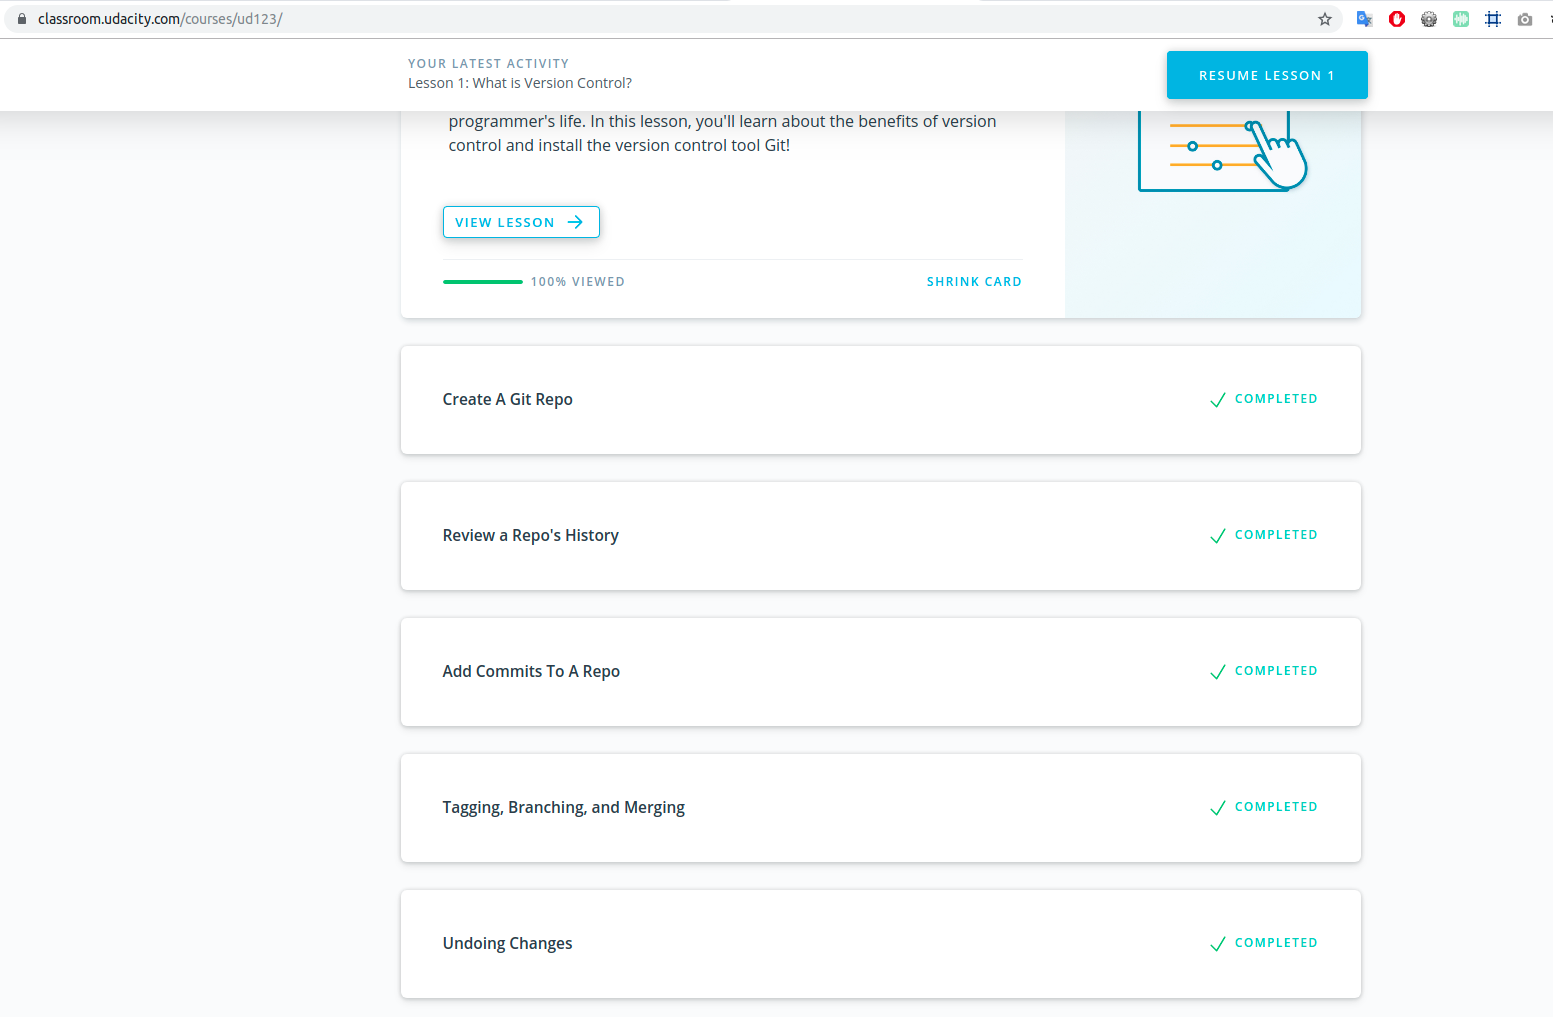 classroom.udacity.com/courses/ud123/
YOUR LATEST ACTIVITY
Lesson 1: What is Version Control?
RESUME LESSON 1
programmer's life. In this lesson, you'll learn about the benefits of version
control and install the version control tool Git!
VIEW LESSON
100% VIEWED
SHRINK CARD
Create A Git Repo
COMPLETED
Review a Repo's History
COMPLETED
Add Commits To A Repo
COMPLETED
Tagging, Branching, and Merging
COMPLETED
Undoing Changes
COMPLETED